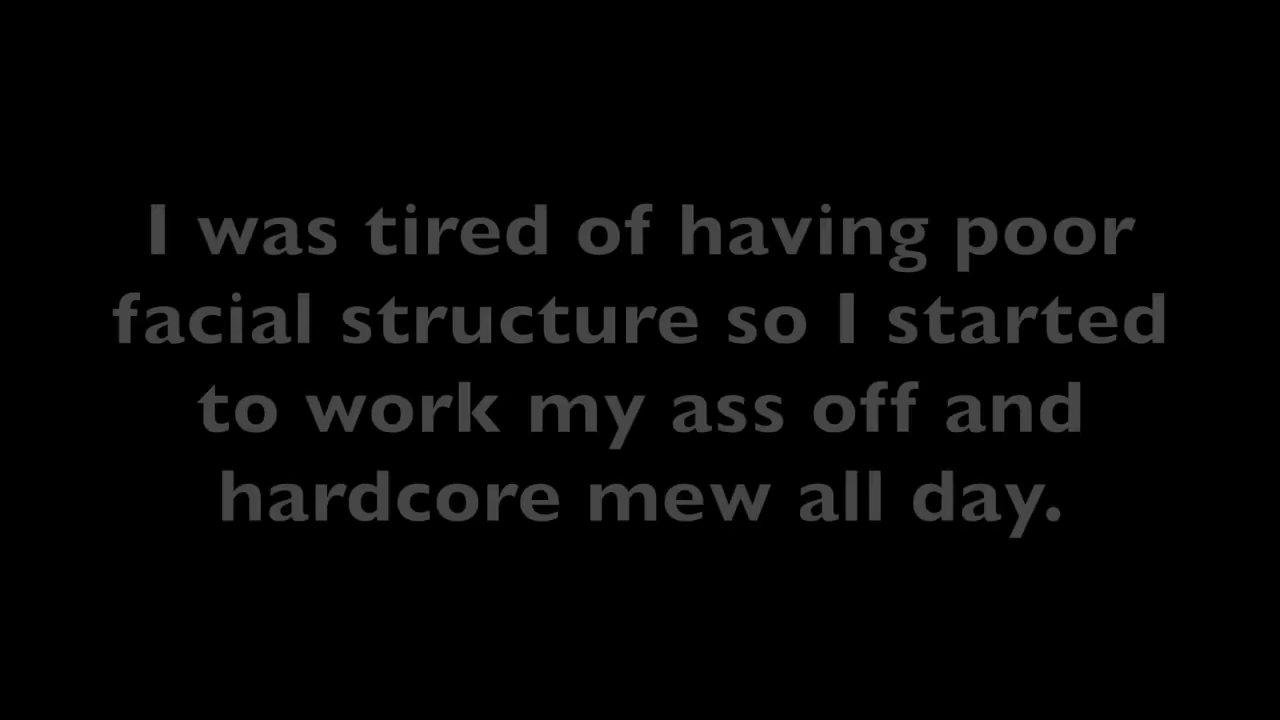 I was tired of having poor
facial structure so I started
to work my ass off and
hardcore mew all day.